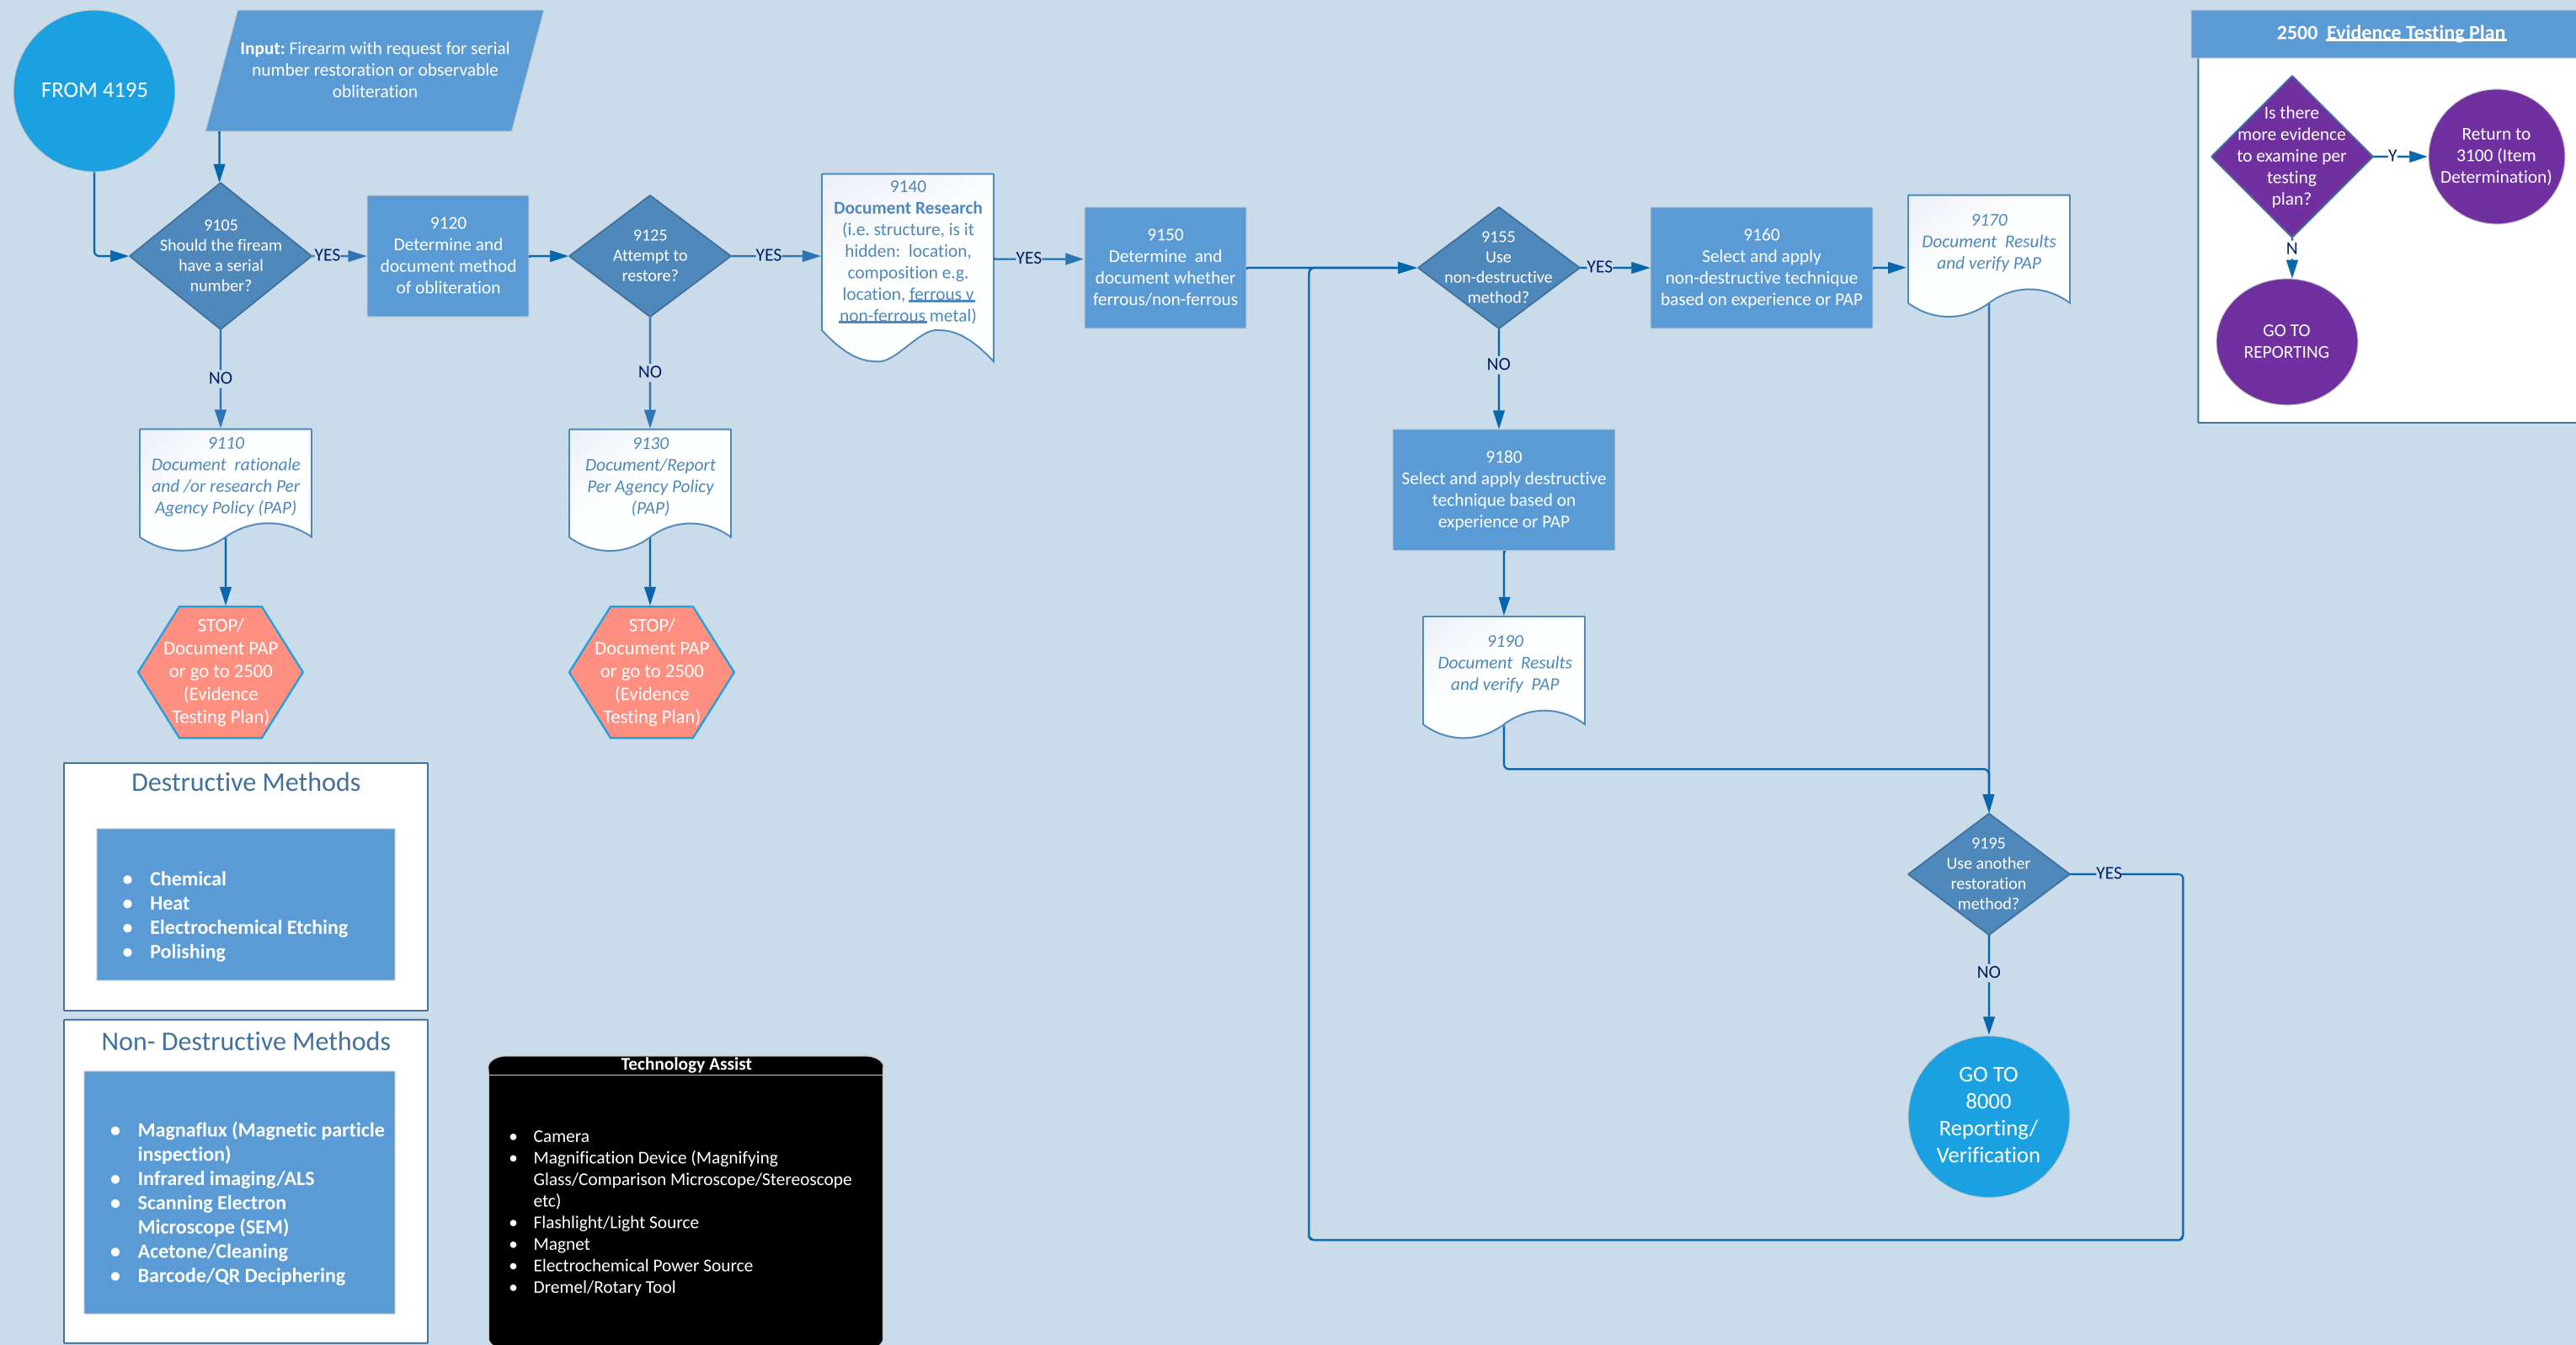 FROM 4195
Input: Firearm with request for serial
number restoration or observable
obliteration
9105
Should the fiream
have a serial
number?
YES
9120
Determine and
document method
of obliteration
9125
Attempt to
restore?
YES
9140
Document Research
(i.e. structure, is it
hidden: location,
composition e.g.
location, ferrous v
non-ferrous metal)
YES
9150
Determine and
document whether
ferrous/non-ferrous
9155
Use
non-destructive
method?
YES
9160
Select and apply
non-destructive technique
based on experience or PAP
9170
Document Results
and verify PAP
2500 Evidence Testing Plan
Is there
more evidence
to examine per
testing
plan?
Y
Return to
3100 (Item
Determination)
N
GO TO
REPORTING
NO
9110
Document rationale
and /or research Per
Agency Policy (PAP)
STOP/
Document PAP
or go to 2500
(Evidence
Testing Plan)
NO
9130
Document/Report
Per Agency Policy
(PAP)
STOP/
Document PAP
or go to 2500
(Evidence
Testing Plan)
NO
9180
Select and apply destructive
technique based on
experience or PAP
9190
Document Results
and verify PAP
9195
Use another
restoration
method?
YES
NO
GO TO
8000
Reporting/
Verification
Destructive Methods
● Chemical
● Heat
● Electrochemical Etching
● Polishing
Non- Destructive Methods
● Magnaflux (Magnetic particle
inspection)
● Infrared imaging/ALS
● Scanning Electron
Microscope (SEM)
● Acetone/Cleaning
● Barcode/QR Deciphering
Technology Assist
• Camera
• Magnification Device (Magnifying
Glass/Comparison Microscope/Stereoscope
etc)
• Flashlight/Light Source
• Magnet
• Electrochemical Power Source
• Dremel/Rotary Tool